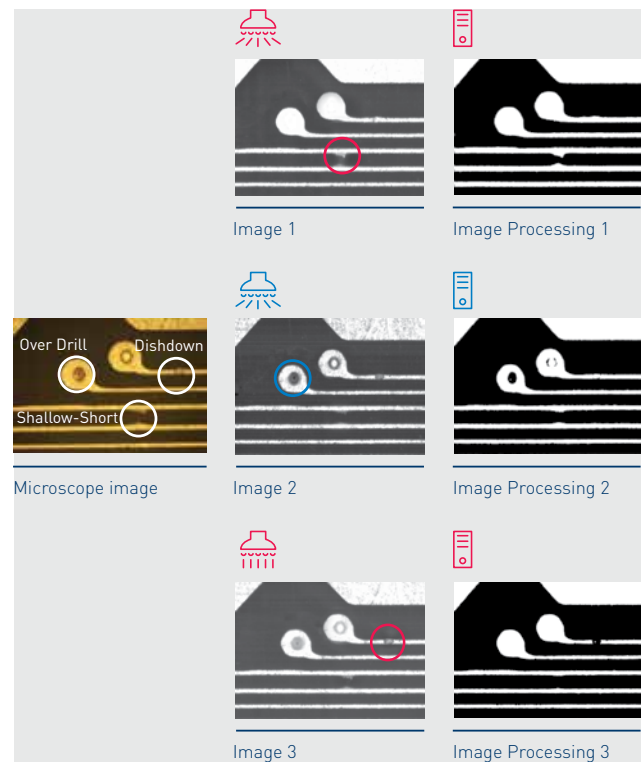 Image 1
Image Processing 1
Over Drill
Dishdown
Shallow-Short
Microscope image
Image 2
Image Processing 2
Image 3
Image Processing 3